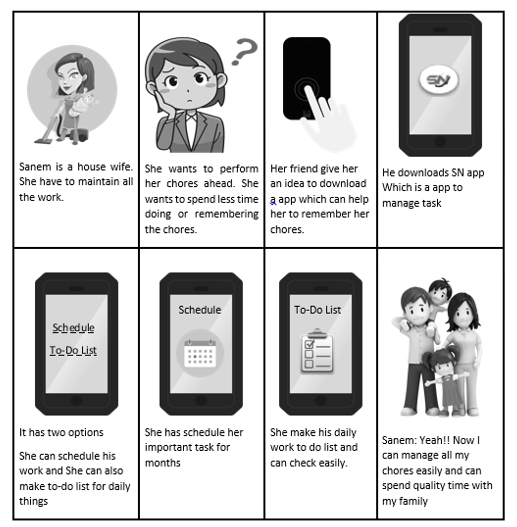 Sanem is a house wife.
She have to maintain all
the work.
?
She wants to perform
her chores ahead. She
wants to spend less time
doing or remembering
the chores.
Her friend give her
an idea to download
a app which can help
her to remember her
chores.
SN
He downloads SN app
Which is a app to
manage task
Schedule
To-Do List
It has two options
She can schedule his
work and She can also
make to-do list for daily
things
Schedule
She has schedule her
important task for
months
To-Do List
She make his daily
work to do list and
can check easily.
Sanem: Yeah!! Now I
can manage all my
chores easily and can
spend quality time with
my family